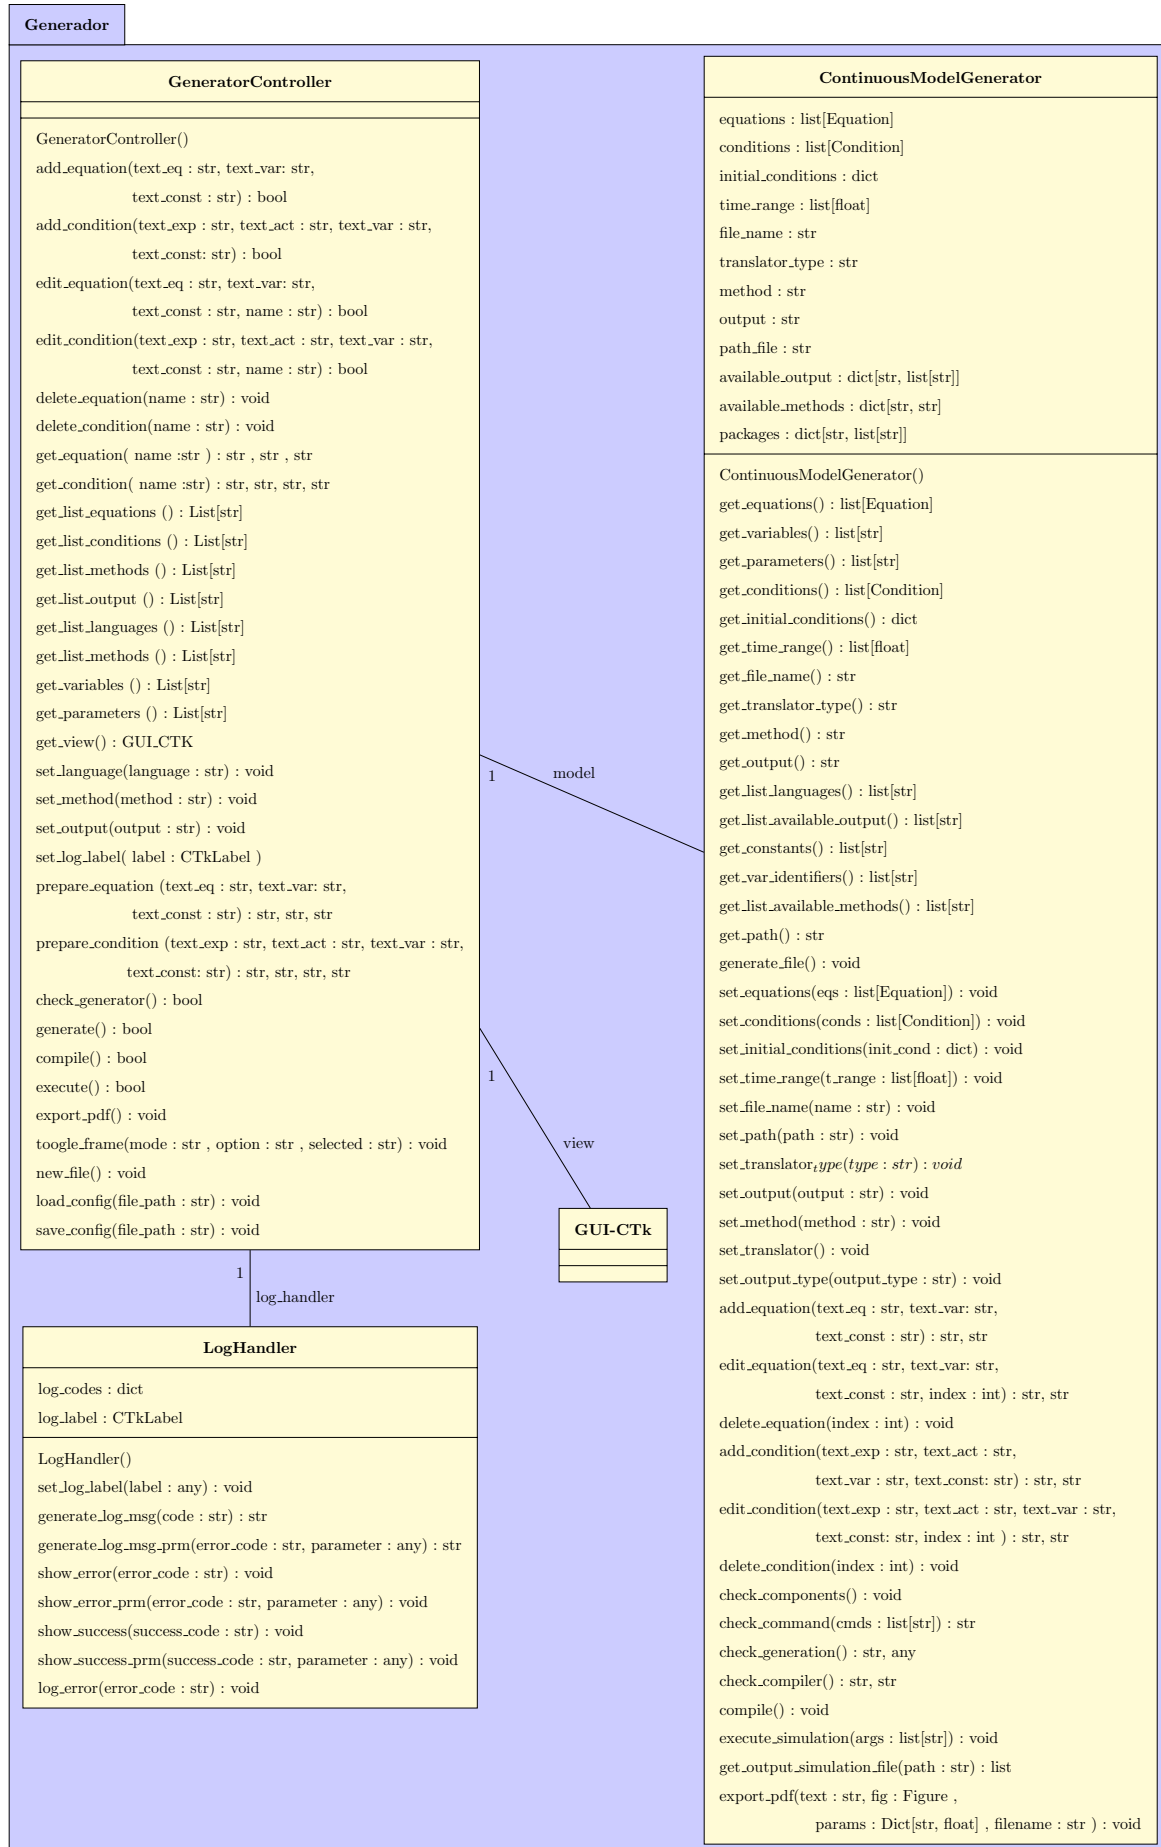 Generador
GeneratorController
GeneratorController()
add_equation(text_eq : str, text_var: str,
text_const : str) : bool
add_condition(text_exp : str, text_act : str, text_var : str,
text_const: str) : bool
edit_equation(text_eq : str, text_var: str,
text_const : str, name : str) : bool
edit_condition(text_exp : str, text_act : str, text_var : str,
text_const : str, name : str) : bool
delete_equation(name : str) : void
delete_condition(name : str) : void
get_equation( name :str ) : str , str , str
get_condition( name :str) : str, str, str, str
get_list_equations () : List[str]
get_list_conditions () : List[str]
get_list_methods () : List[str]
get_list_output () : List[str]
get_list_languages () : List[str]
get_list_methods () : List[str]
get_variables () : List[str]
get_parameters () : List[str]
get_view() : GUI_CTK
set_language(language : str) : void
set_method(method : str) : void
set_output(output : str) : void
set_log_label( label : CTkLabel )
prepare_equation (text_eq : str, text_var: str,
text_const : str) : str, str, str
prepare_condition (text_exp : str, text_act : str, text_var : str,
text_const: str) : str, str, str, str
check_generator() : bool
generate() : bool
compile() : bool
execute() : bool
export_pdf() : void
toogle_frame(mode : str , option : str , selected : str) : void
new_file() : void
load_config(file_path : str) : void
save_config(file_path : str) : void
1
model
1
view
GUI-CTk
1
log_handler
LogHandler
log_codes : dict
log_label : CTkLabel
LogHandler()
set_log_label(label : any) : void
generate_log_msg(code : str) : str
generate_log_msg_prm(error_code : str, parameter : any) : str
show_error(error_code : str) : void
show_error_prm(error_code : str, parameter : any) : void
show_success(success_code : str) : void
show_success_prm(success_code : str, parameter : any) : void
log_error(error_code : str) : void
ContinuousModelGenerator
equations : list[Equation]
conditions : list[Condition]
initial_conditions : dict
time_range : list[float]
file_name : str
translator_type : str
method : str
output : str
path_file : str
available_output : dict[str, list[str]]
available_methods : dict[str, str]
packages : dict[str, list[str]]
ContinuousModelGenerator()
get_equations() : list[Equation]
get_variables() : list[str]
get_parameters() : list[str]
get_conditions() : list[Condition]
get_initial_conditions() : dict
get_time_range() : list[float]
get_file_name() : str
get_translator_type() : str
get_method() : str
get_output() : str
get_list_languages() : list[str]
get_list_available_output() : list[str]
get_constants() : list[str]
get_var_identifiers() : list[str]
get_list_available_methods() : list[str]
get_path() : str
generate_file() : void
set_equations(eqs : list[Equation]) : void
set_conditions(conds : list[Condition]) : void
set_initial_conditions(init_cond : dict) : void
set_time_range(t_range : list[float]) : void
set_file_name(name : str) : void
set_path(path : str) : void
set_translator_type(type : str) : void
set_output(output : str) : void
set_method(method : str) : void
set_translator() : void
set_output_type(output_type : str) : void
add_equation(text_eq : str, text_var: str,
text_const : str) : str, str
edit_equation(text_eq : str, text_var: str,
text_const : str, index : int) : str, str
delete_equation(index : int) : void
add_condition(text_exp : str, text_act : str,
text_var : str, text_const: str) : str, str
edit_condition(text_exp : str, text_act : str, text_var : str,
text_const: str, index : int ) : str, str
delete_condition(index : int) : void
check_components() : void
check_command(cmds : list[str]) : str
check_generation() : str, any
check_compiler() : str, str
compile() : void
execute_simulation(args : list[str]) : void
get_output_simulation_file(path : str) : list
export_pdf(text : str, fig : Figure ,
params : Dict[str, float] , filename : str ) : void